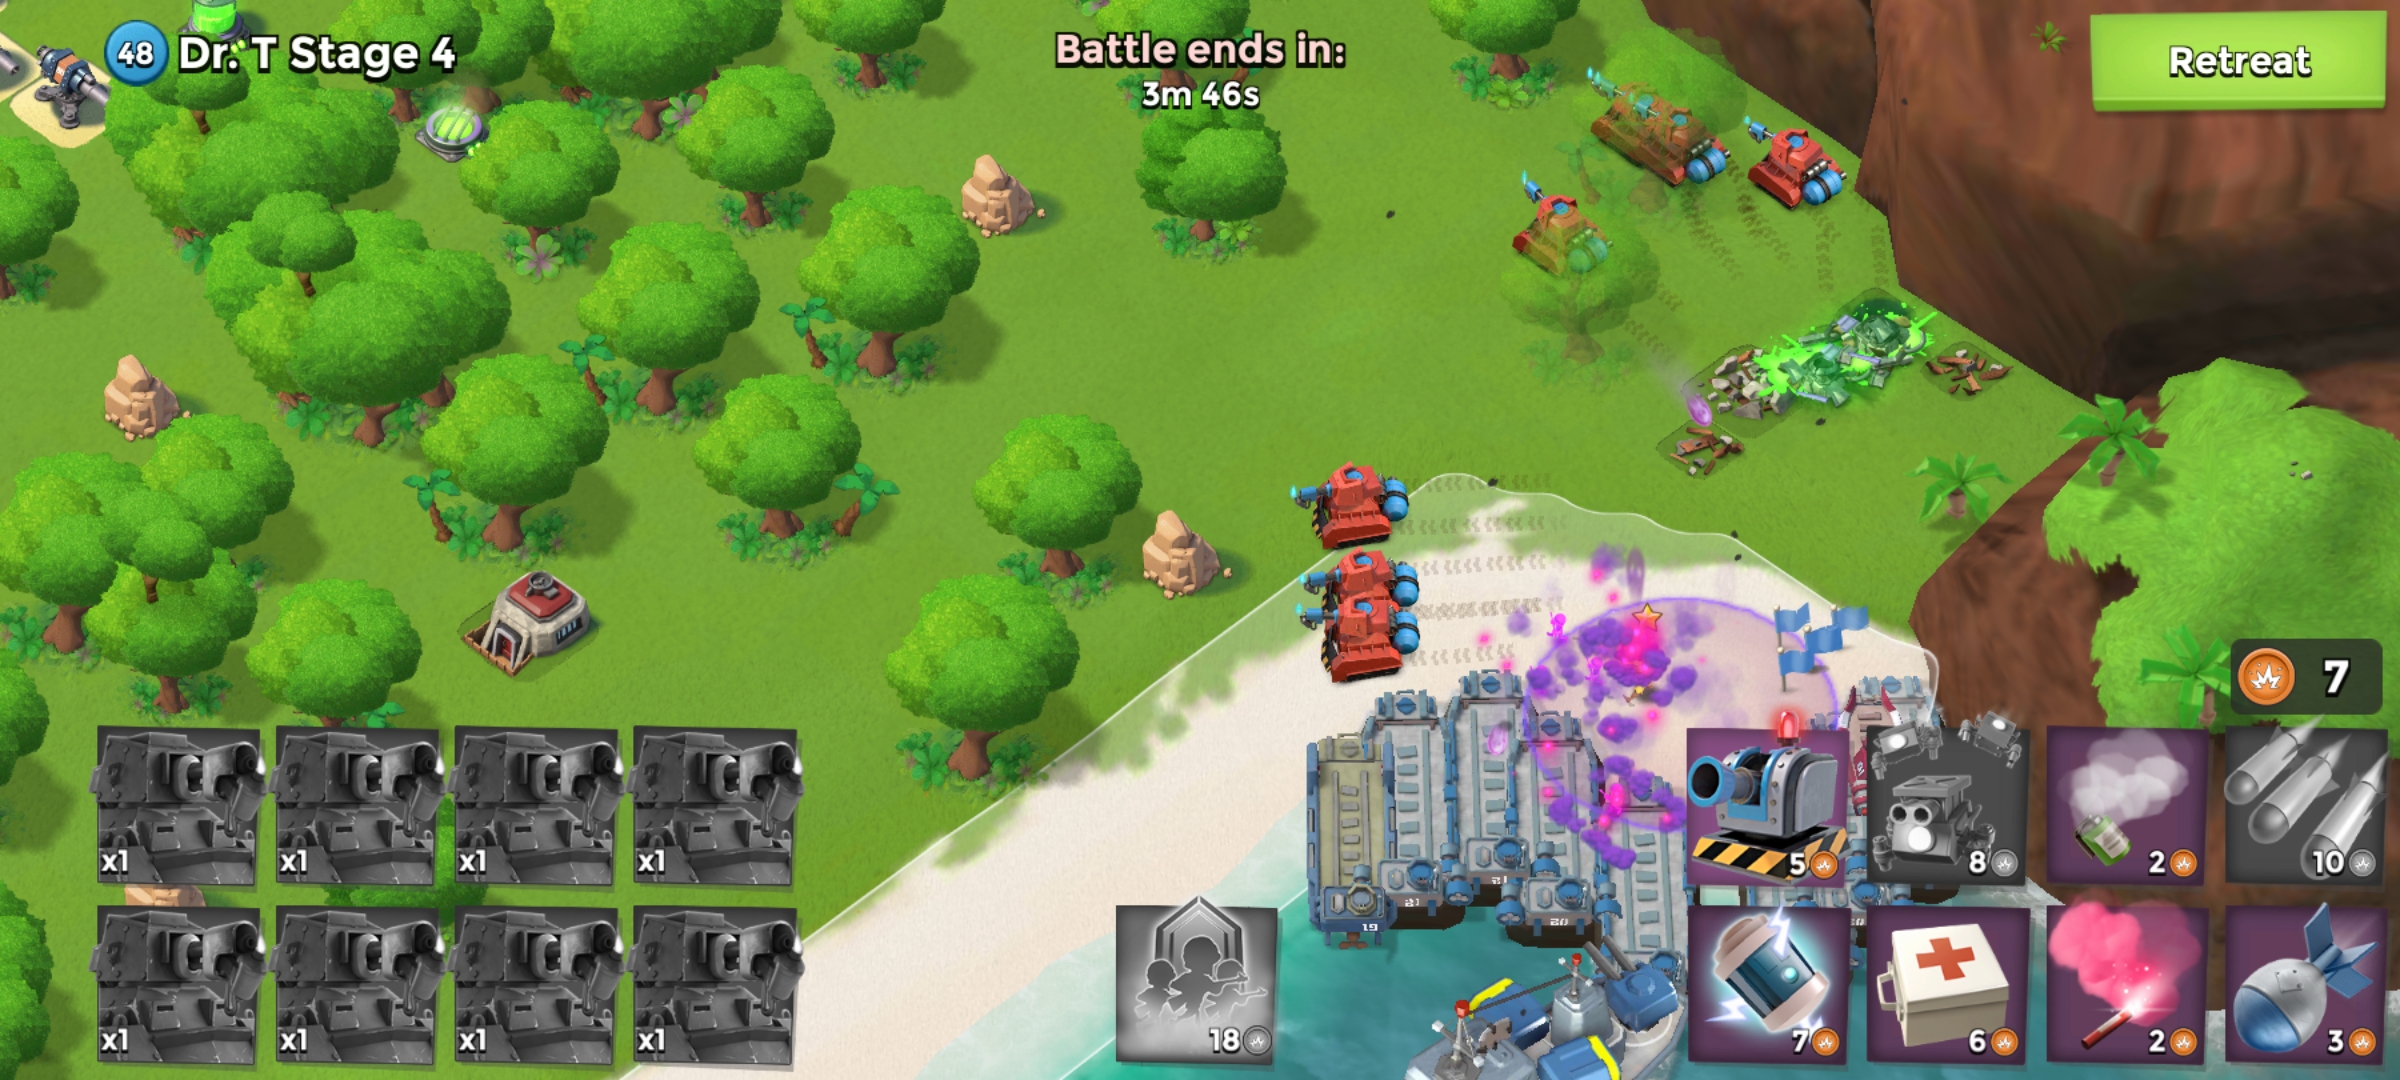 48 Dr. T Stage 4
Battle ends in:
3m 46s
Retreat
7
x1 x1 x1 x1
5 8 2 10
x1 x1 x1 x1
18 7 6 2 3
19